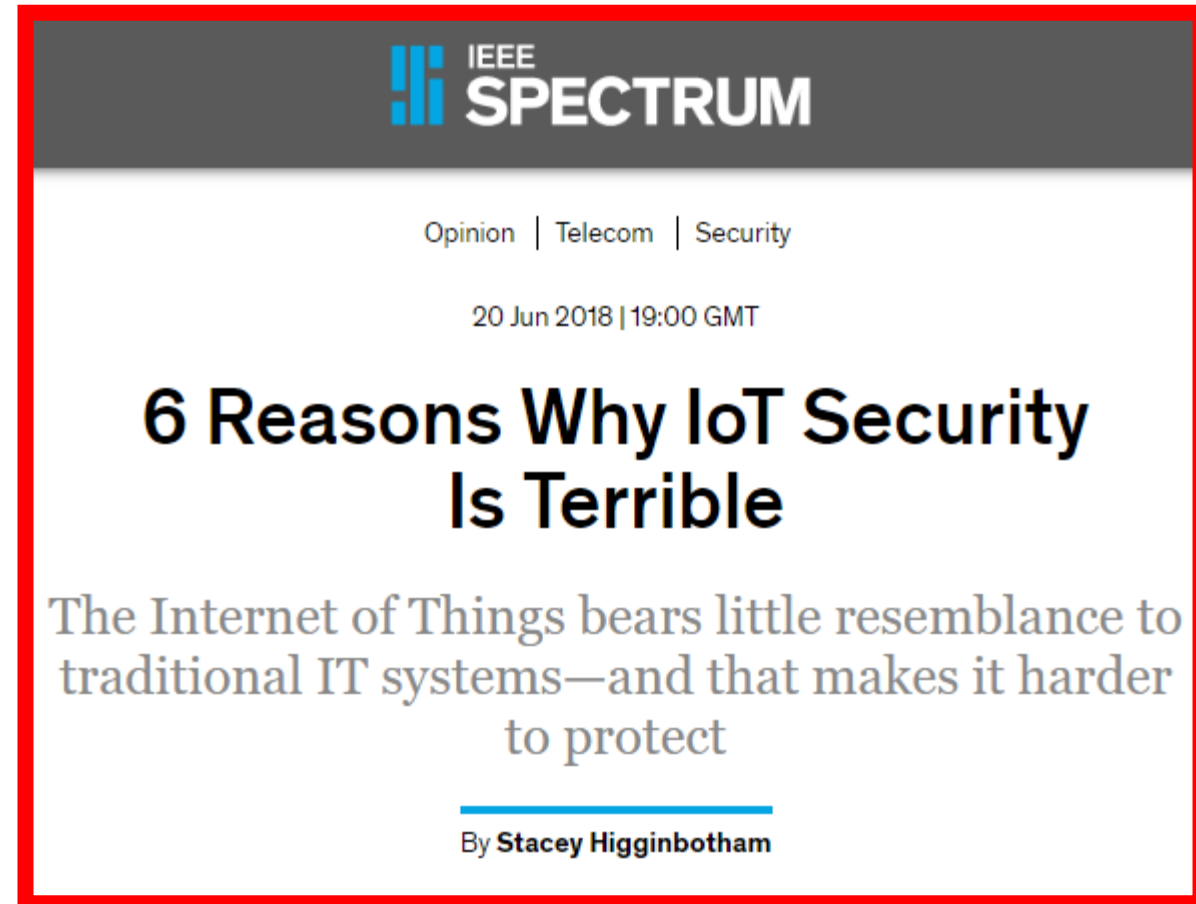 IEEE
SPECTRUM
Opinion | Telecom | Security
20 Jun 2018 | 19:00 GMT
6 Reasons Why IoT Security
Is Terrible
The Internet of Things bears little resemblance to
traditional IT systems—and that makes it harder
to protect
By Stacey Higginbotham